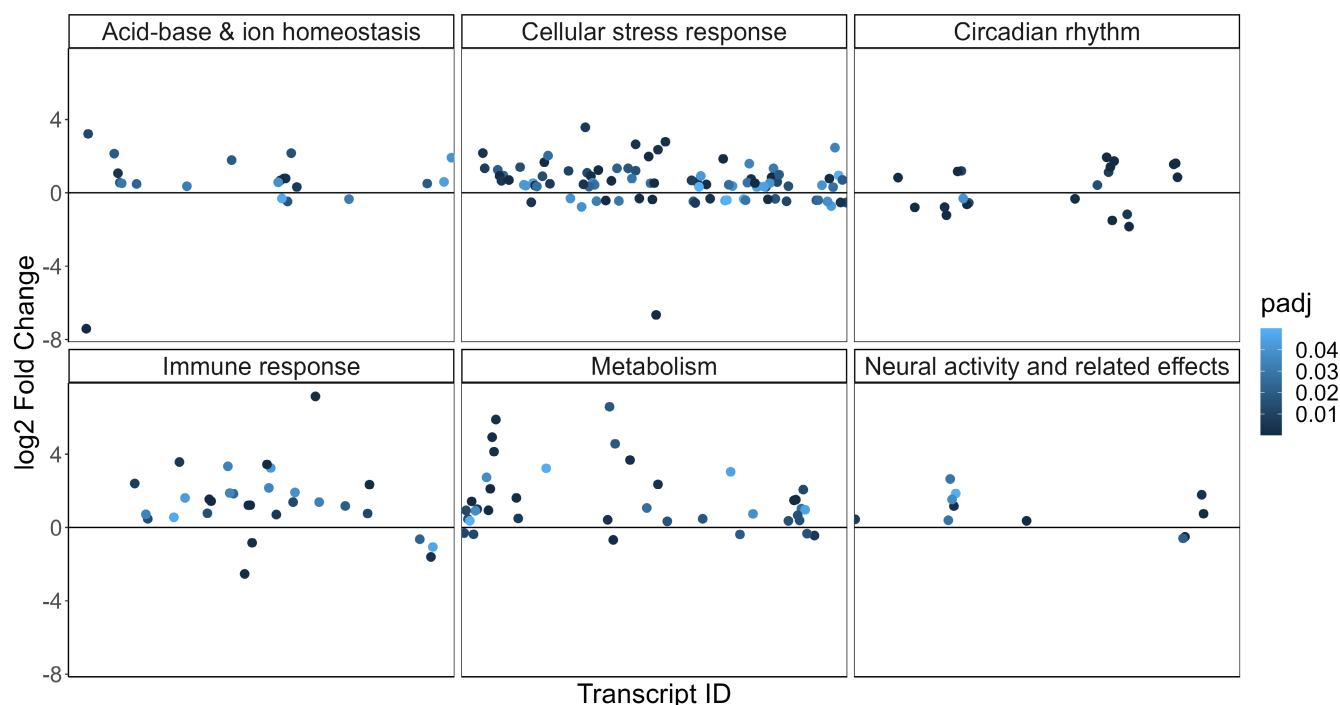 Acid-base & ion homeostasis
Cellular stress response
Circadian rhythm
4
0
-4
-8
Immune response
Metabolism
Neural activity and related effects
4
0
-4
-8
log2 Fold Change
Transcript ID
padj
0.04
0.03
0.02
0.01